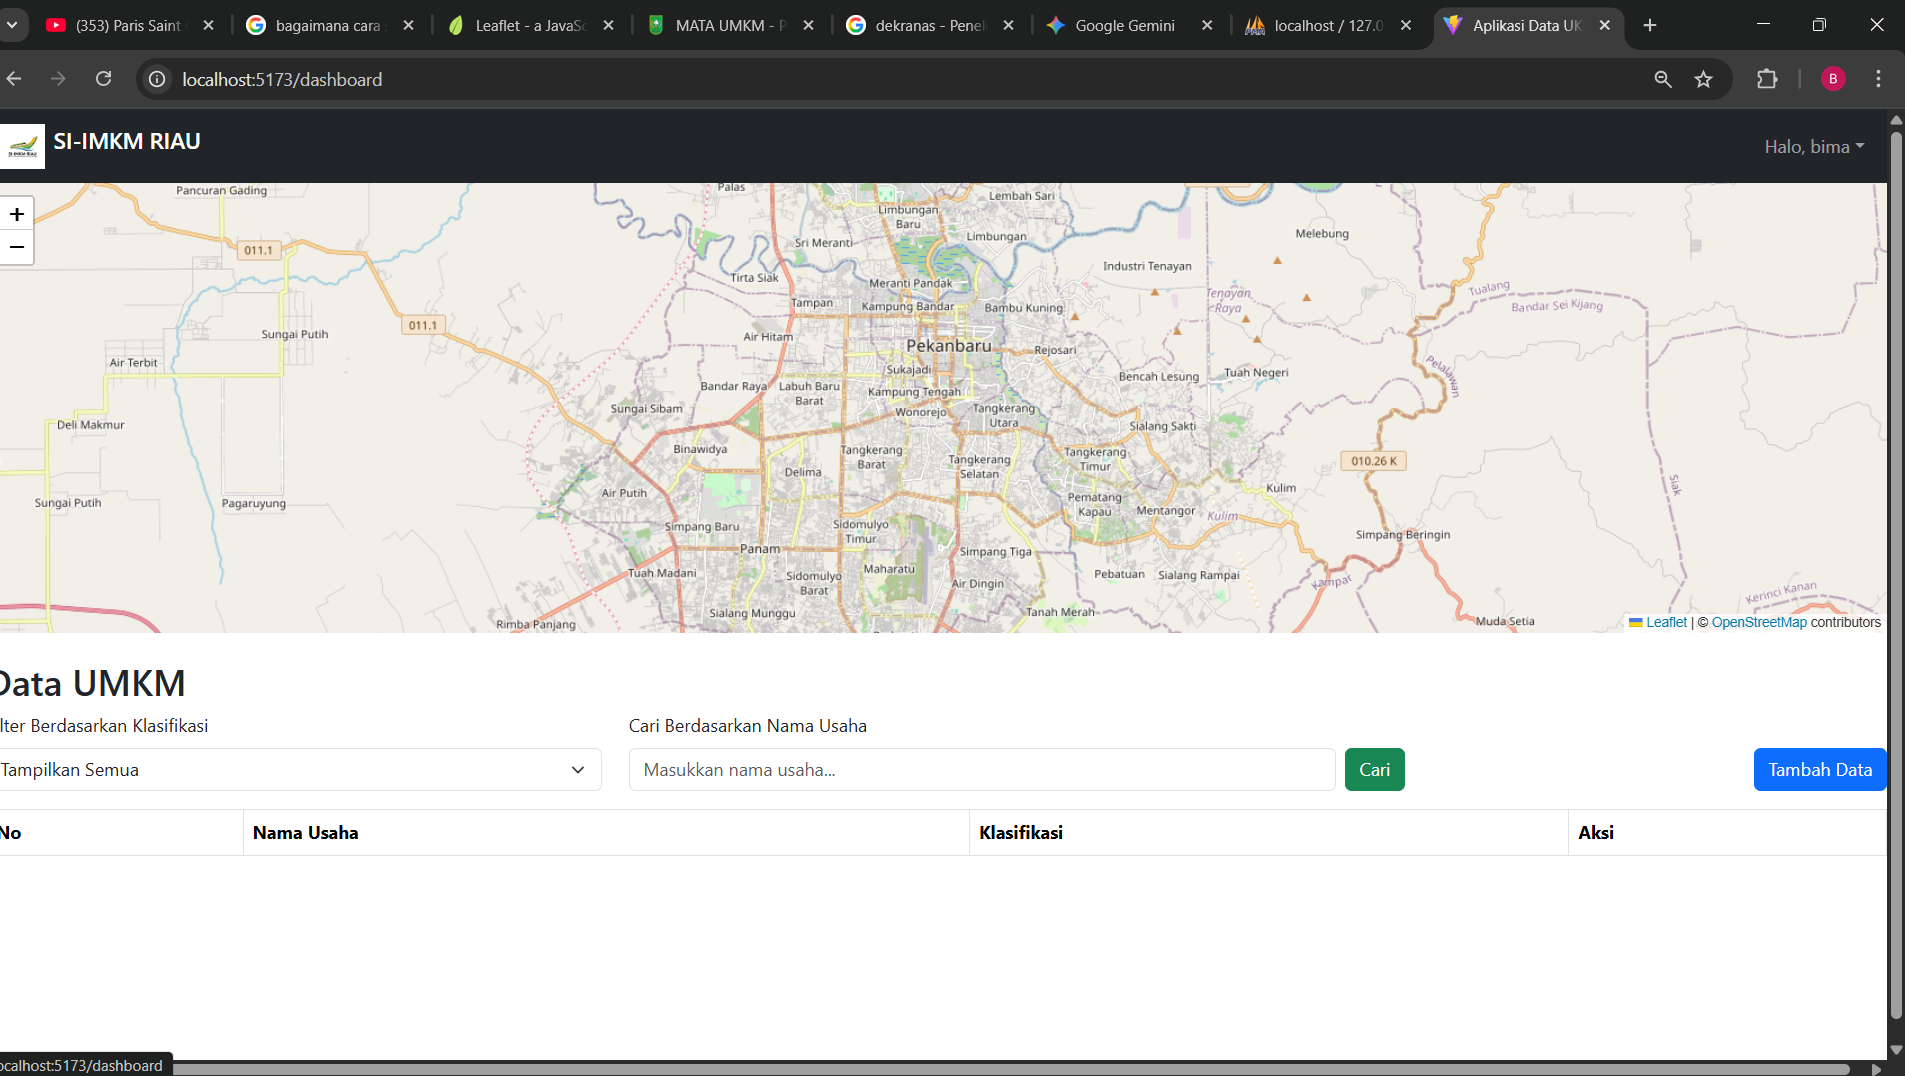 (353) Paris Saint
bagaimana cara
Leaflet - a JavaSc
MATA UMKM - P
dekranas - Penel
Google Gemini
localhost / 127.0
Aplikasi Data UK
localhost:5173/dashboard
B
SI-IMKM RIAU
Halo, bima
+
−
Pancuran Gading
Palas
Lembah Sari
Limbungan
Baru
Sri Meranti
Limbungan
Melebung
011.1
Tirta Siak
Meranti Pandak
Industri Tenayan
Tampan
Kampung Bandar
Bambu Kuning
Tenayan
Raya
Tualang
Bandar Sei Kijang
011.1
Sungai Putih
Air Hitam
Pekanbaru
Rejosari
Air Terbit
Sukajadi
Bencah Lesung
Tuah Negeri
Pelalawan
Bandar Raya
Labuh Baru
Barat
Kampung Tengah
Sungai Sibam
Wonorejo
Tangkerang
Utara
Deli Makmur
Sialang Sakti
Binawidya
Tangkerang
Barat
Tangkerang
Selatan
Tangkerang
Timur
010.26 K
Delima
Air Putih
Kulim
Siak
Sungai Putih
Pagaruyung
Pematang
Kapau
Mentangor
Kulim
Simpang Baru
Sidomulyo
Timur
Simpang Beringin
Panam
Simpang Tiga
Tuah Madani
Sidomulyo
Barat
Maharatu
Air Dingin
Pebatuan
Sialang Rampai
Kampar
Kerinci Kanan
Sialang Munggu
Tanah Merah
Rimba Panjang
Muda Setia
Leaflet | © OpenStreetMap contributors
Data UMKM
lter Berdasarkan Klasifikasi
Cari Berdasarkan Nama Usaha
Tampilkan Semua
Masukkan nama usaha...
Cari
Tambah Data
No
Nama Usaha
Klasifikasi
Aksi
ocalhost:5173/dashboard